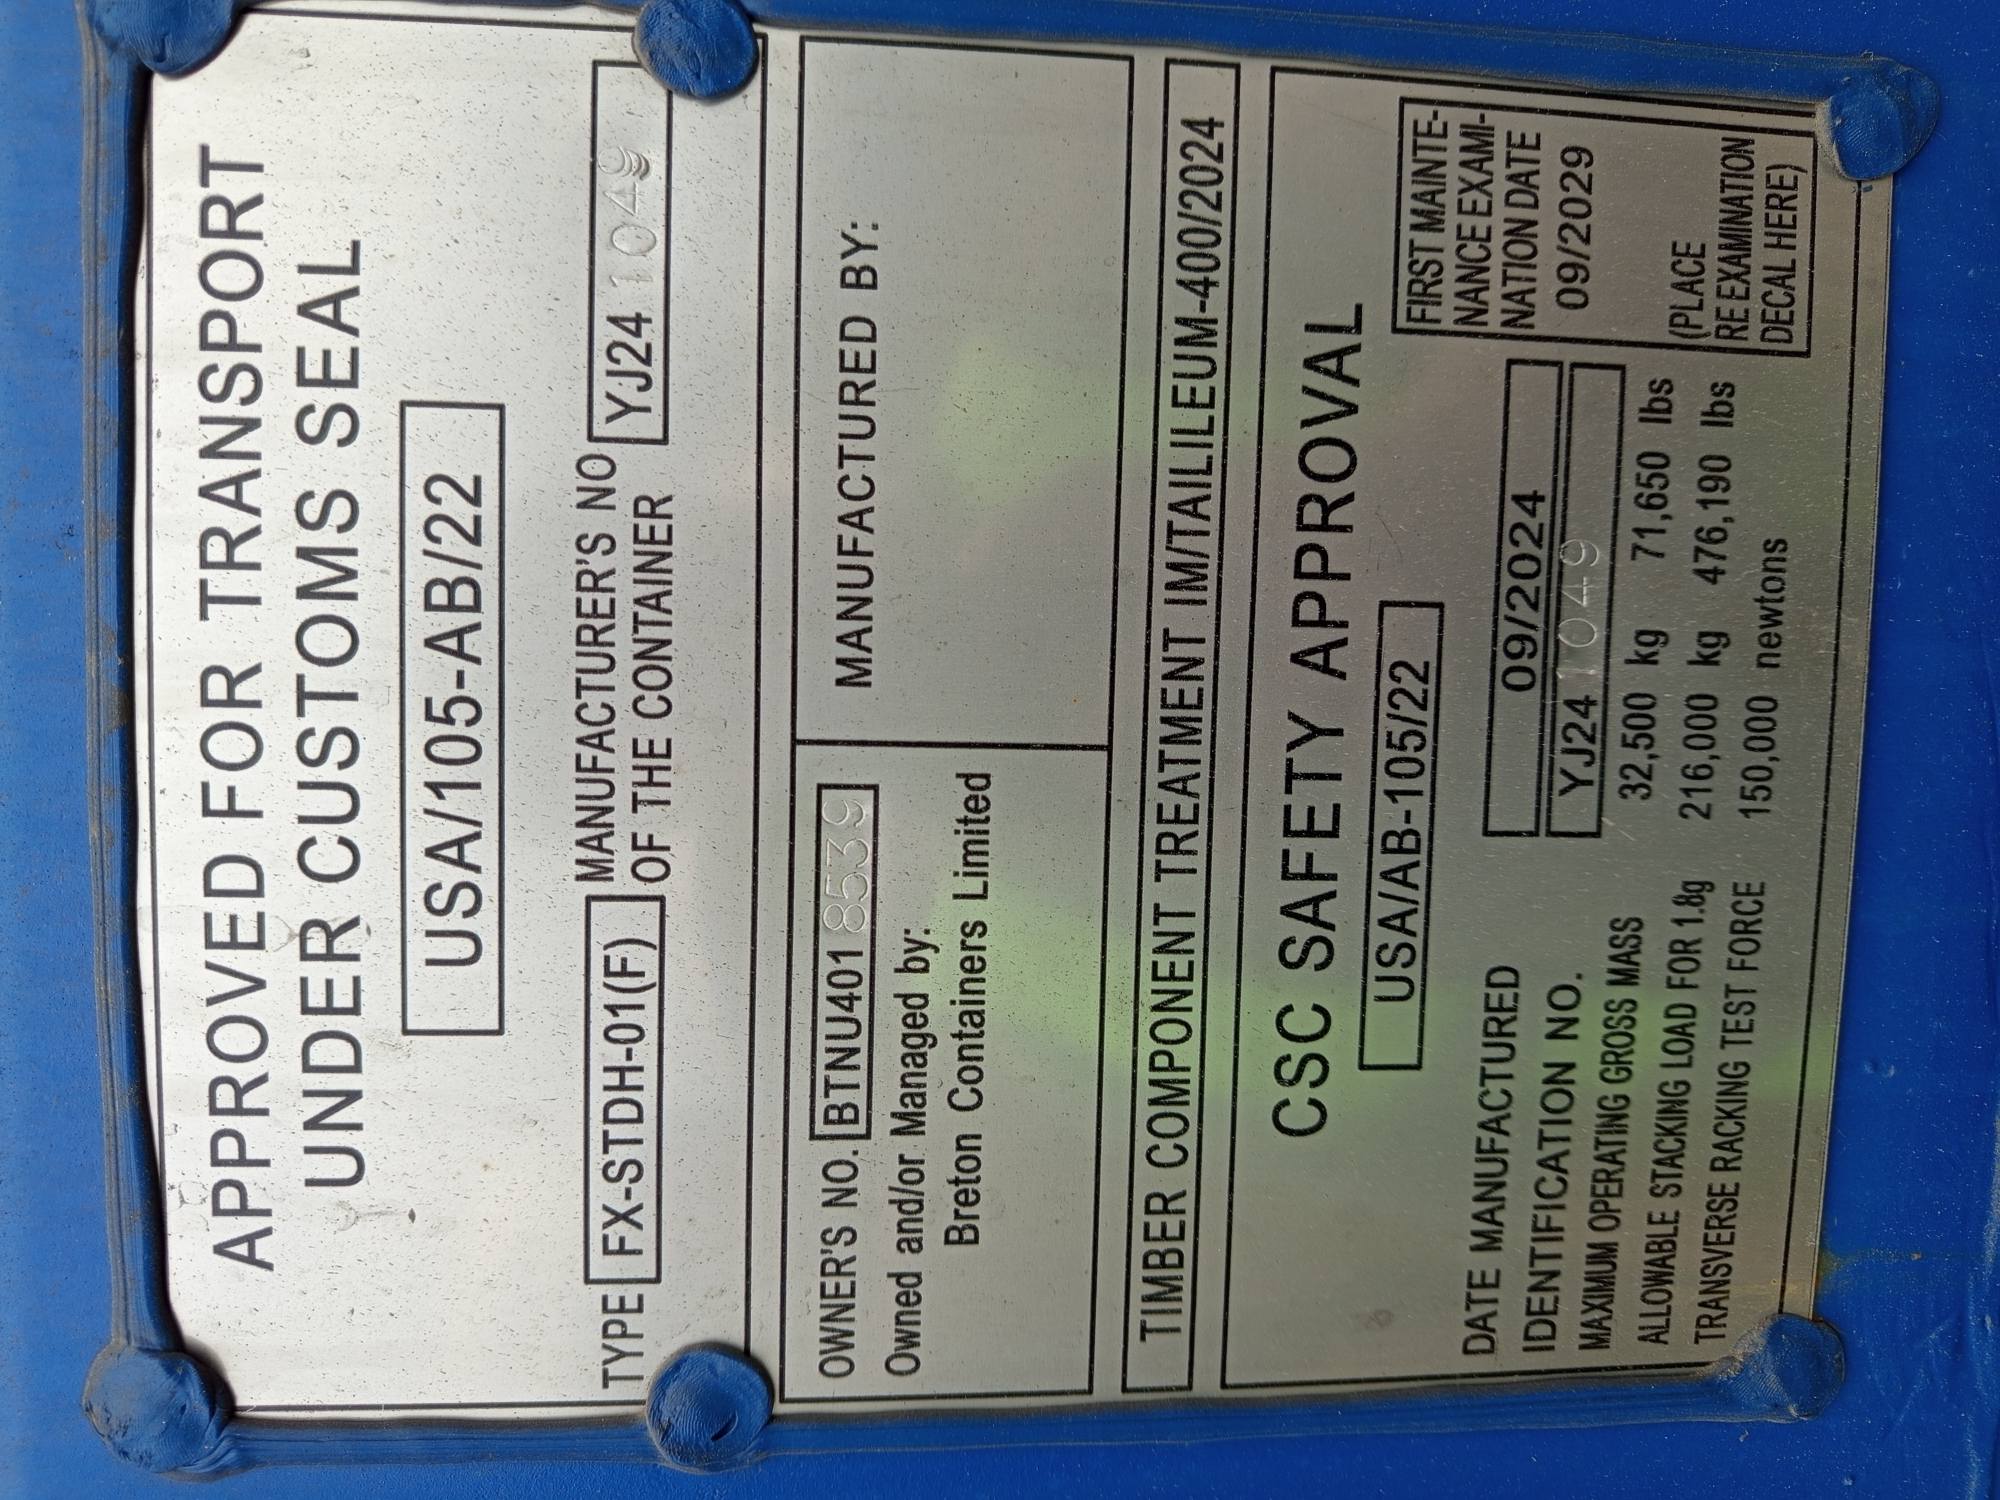 APPROVED FOR TRANSPORT
UNDER CUSTOMS SEAL
USA/105-AB/22
TYPE FX-STDH-01(F) MANUFACTURER'S NO
OF THE CONTAINER YJ24 1049
OWNER'S NO. BTNU401 8539
Owned and/or Managed by:
Breton Containers Limited
MANUFACTURED BY:
TIMBER COMPONENT TREATMENT IM/TAILILEUM-400/2024
CSC SAFETY APPROVAL
USA/AB-105/22
DATE MANUFACTURED 09/2024
IDENTIFICATION NO. YJ24 1049
MAXIMUM OPERATING GROSS MASS 32,500 kg 71,650 lbs
ALLOWABLE STACKING LOAD FOR 1.8g 216,000 kg 476,190 lbs
TRANSVERSE RACKING TEST FORCE 150,000 newtons
FIRST MAINTE-
NANCE EXAMI-
NATION DATE
09/2029
(PLACE
RE EXAMINATION
DECAL HERE)